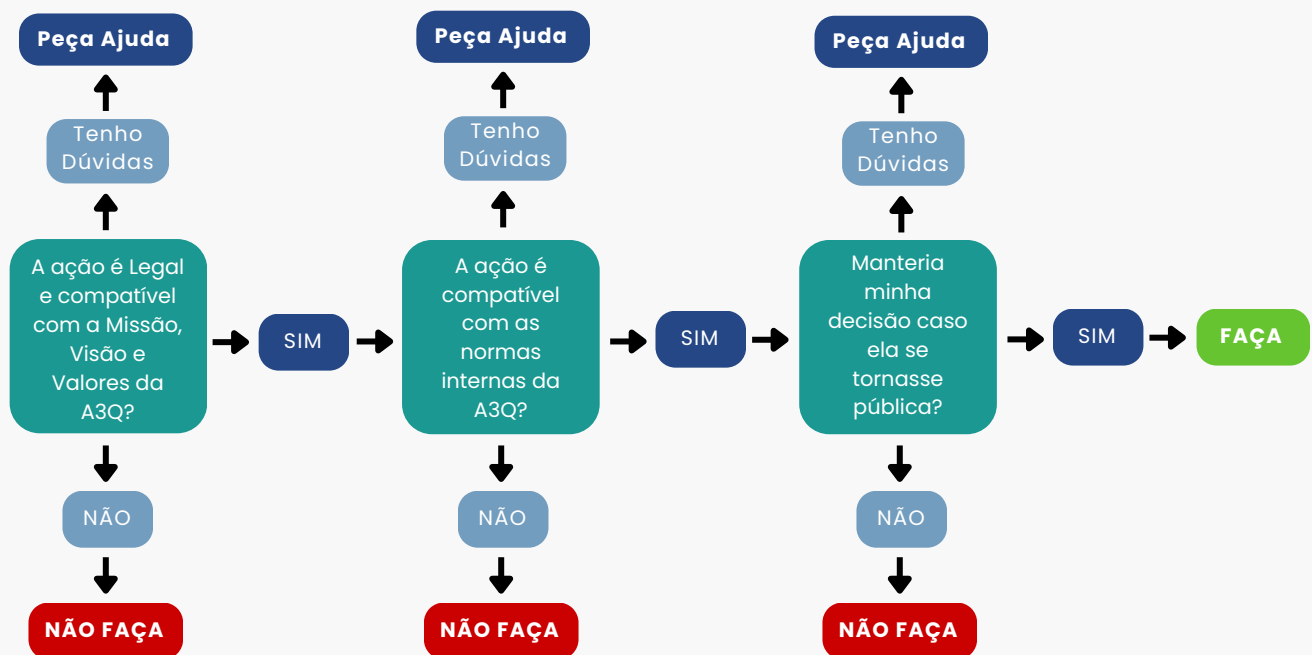 Peça Ajuda
Tenho
Dúvidas
A ação é Legal
e compatível
com a Missão,
Visão e
Valores da
A3Q?
NÃO
NÃO FAÇA
SIM
Peça Ajuda
Tenho
Dúvidas
A ação é
compatível
com as
normas
internas da
A3Q?
NÃO
NÃO FAÇA
SIM
Peça Ajuda
Tenho
Dúvidas
Manteria
minha
decisão caso
ela se
tornasse
pública?
NÃO
NÃO FAÇA
SIM
FAÇA